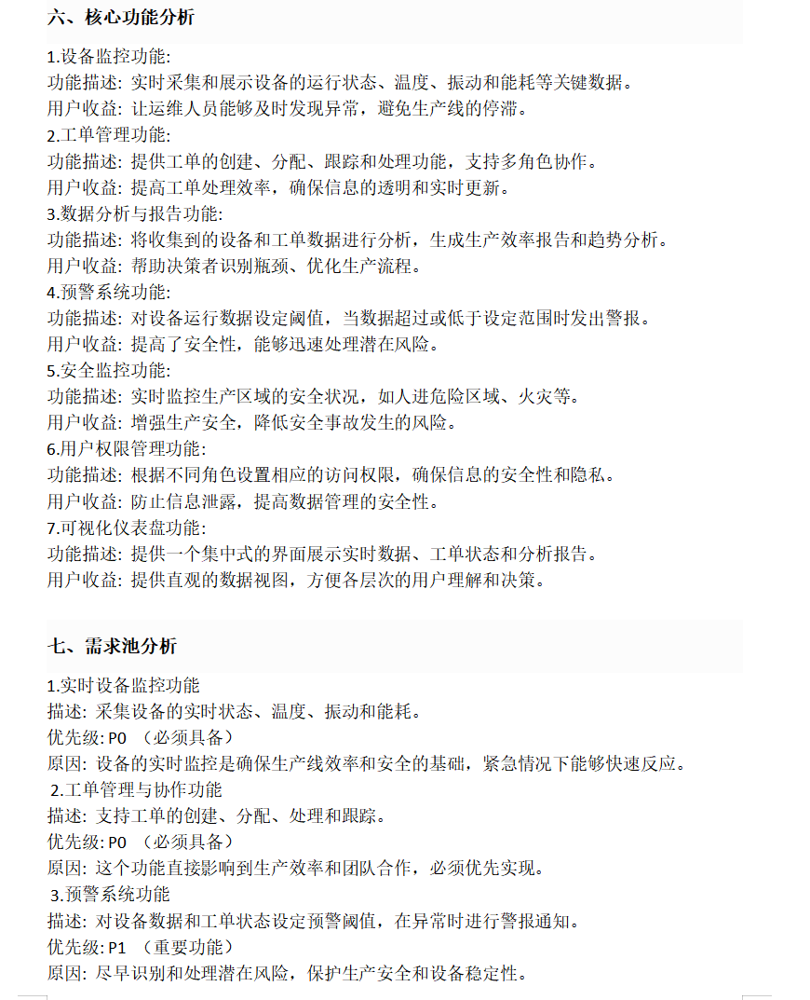 六、核心功能分析
1.设备监控功能:
功能描述: 实时采集和展示设备的运行状态、温度、振动和能耗等关键数据。
用户收益: 让运维人员能够及时发现异常，避免生产线的停滞。
2.工单管理功能:
功能描述: 提供工单的创建、分配、跟踪和处理功能，支持多角色协作。
用户收益: 提高工单处理效率，确保信息的透明和实时更新。
3.数据分析与报告功能:
功能描述: 将收集到的设备和工单数据进行分析，生成生产效率报告和趋势分析。
用户收益: 帮助决策者识别瓶颈、优化生产流程。
4.预警系统功能:
功能描述: 对设备运行数据设定阈值，当数据超过或低于设定范围时发出警报。
用户收益: 提高了安全性，能够迅速处理潜在风险。
5.安全监控功能:
功能描述: 实时监控生产区域的安全状况，如人进危险区域、火灾等。
用户收益: 增强生产安全，降低安全事故发生的风险。
6.用户权限管理功能:
功能描述: 根据不同角色设置相应的访问权限，确保信息的安全性和隐私。
用户收益: 防止信息泄露，提高数据管理的安全性。
7.可视化仪表盘功能:
功能描述: 提供一个集中式的界面展示实时数据、工单状态和分析报告。
用户收益: 提供直观的数据视图，方便各层次的用户理解和决策。
七、需求池分析
1.实时设备监控功能
描述: 采集设备的实时状态、温度、振动和能耗。
优先级: P0 （必须具备）
原因: 设备的实时监控是确保生产线效率和安全的基础，紧急情况下能够快速反应。
2.工单管理与协作功能
描述: 支持工单的创建、分配、处理和跟踪。
优先级: P0 （必须具备）
原因: 这个功能直接影响到生产效率和团队合作，必须优先实现。
3.预警系统功能
描述: 对设备数据和工单状态设定预警阈值，在异常时进行警报通知。
优先级: P1 （重要功能）
原因: 尽早识别和处理潜在风险，保护生产安全和设备稳定性。